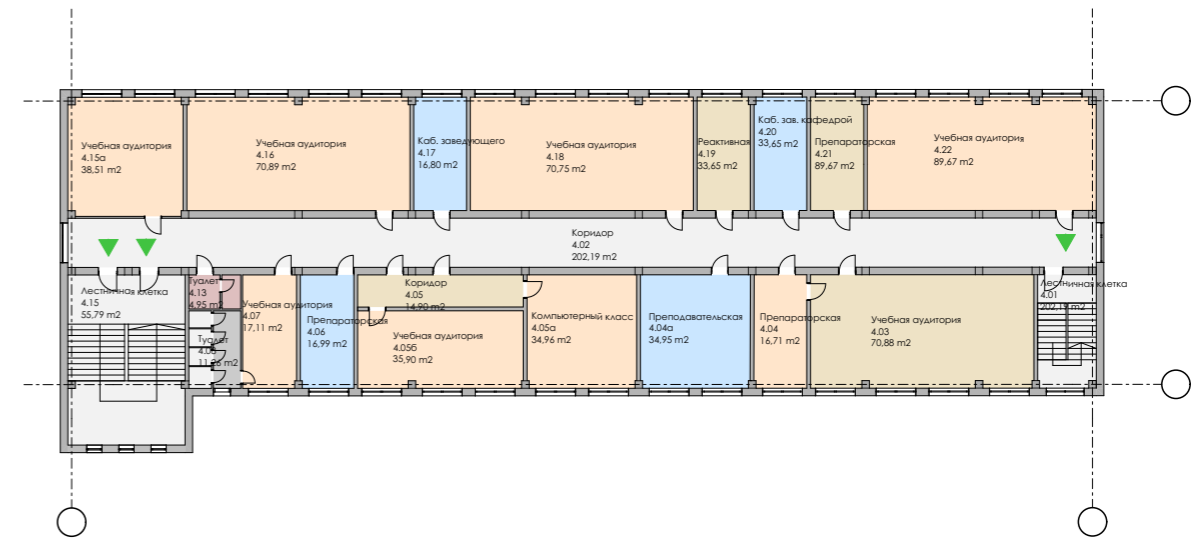 Учебная аудитория
4.15а
38,51 m2
Учебная аудитория
4.16
70,89 m2
Каб. заведующего
4.17
16,80 m2
Учебная аудитория
4.18
70,75 m2
Реактивная
4.19
33,65 m2
Каб. зав. кафедрой
4.20
33,65 m2
Препараторская
4.21
89,67 m2
Учебная аудитория
4.22
89,67 m2
Коридор
4.02
202,19 m2
Лестничная клетка
4.15
55,79 m2
Туалет
4.13
4,95 m2
Туалет
11,26 m2
Учебная аудитория
4.07
17,11 m2
Препараторская
4.06
16,99 m2
Коридор
4.05
14,90 m2
Учебная аудитория
4.05б
35,90 m2
Компьютерный класс
4.05а
34,96 m2
Преподавательская
4.04а
34,95 m2
Препараторская
4.04
16,71 m2
Учебная аудитория
4.03
70,88 m2
Лестничная клетка
4.01
202,19 m2